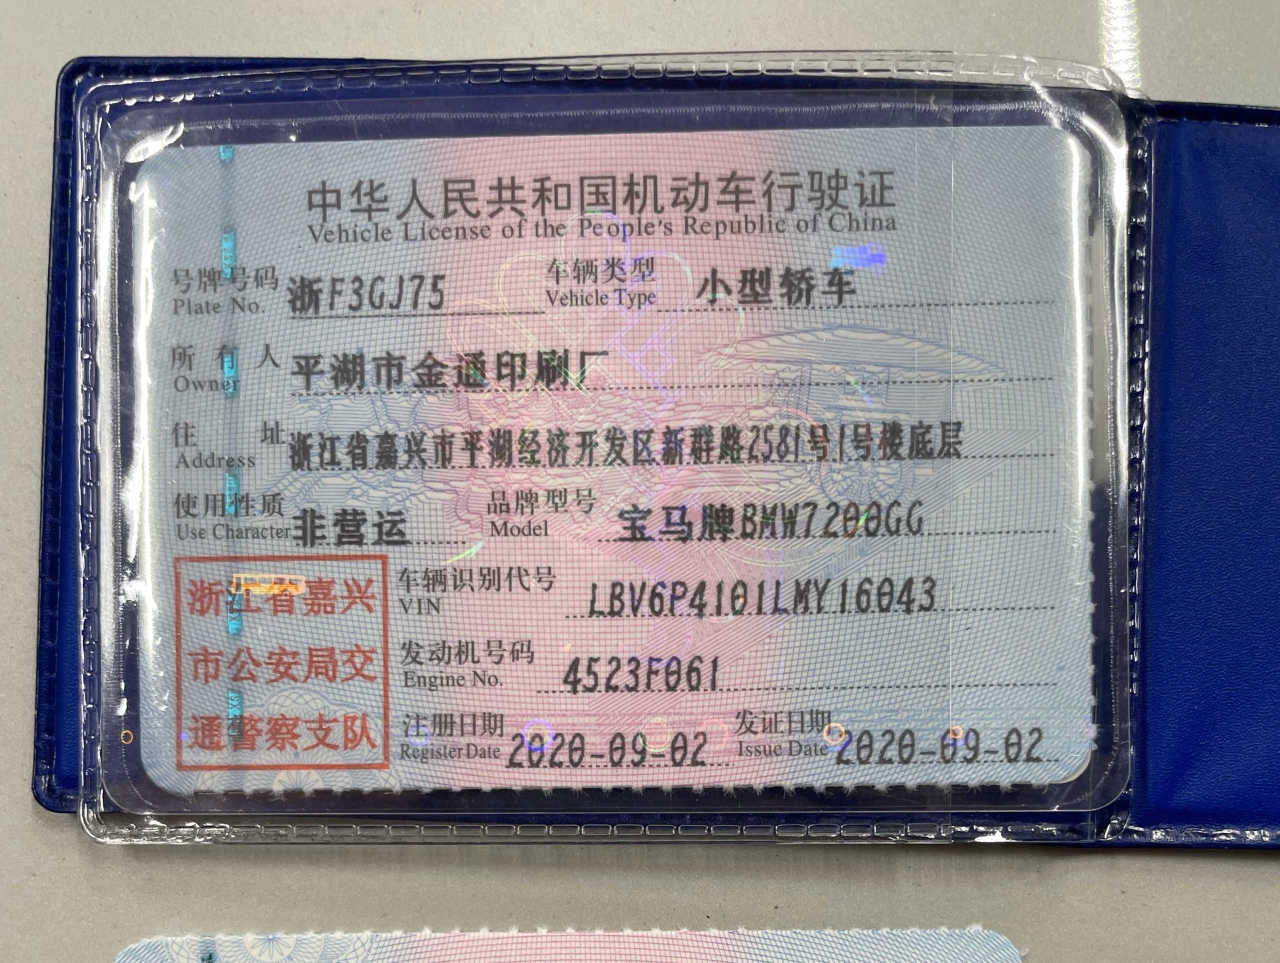 中华人民共和国机动车行驶证
Vehicle License of the People's Republic of China
号牌号码 浙F3GJ75 车辆类型 小型轿车
Plate No. Vehicle Type
所有人 平湖市金通印刷厂
Owner
住址 浙江省嘉兴市平湖经济开发区新群路2581号1号楼底层
Address
使用性质 非营运 品牌型号 宝马牌BMW7200GG
Use Character Model
浙江省嘉兴
市公安局交
通警察支队
车辆识别代号 LBV6P4101LMY16043
VIN
发动机号码 4523F061
Engine No.
注册日期 2020-09-02 发证日期 2020-09-02
Register Date Issue Date